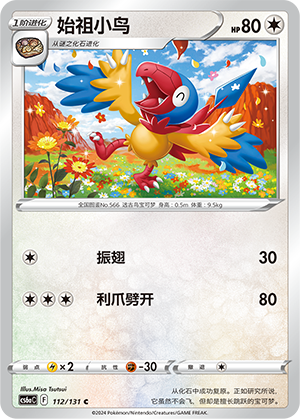 1阶进化
始祖小鸟
HP80
从谜之化石进化
全国图鉴No.566 远古鸟宝可梦 身高：0.5m 体重：9.5kg
振翅 30
利爪劈开 80
弱点 ×2 抵抗力 -30 撤退
Illus.Misa Tsutsui
CS6aC F 112/131 C
从化石中成功复原。正如研究所说，
它虽然不会飞，但却是擅长跳跃的宝可梦。
©2024 Pokémon/Nintendo/Creatures/GAME FREAK.